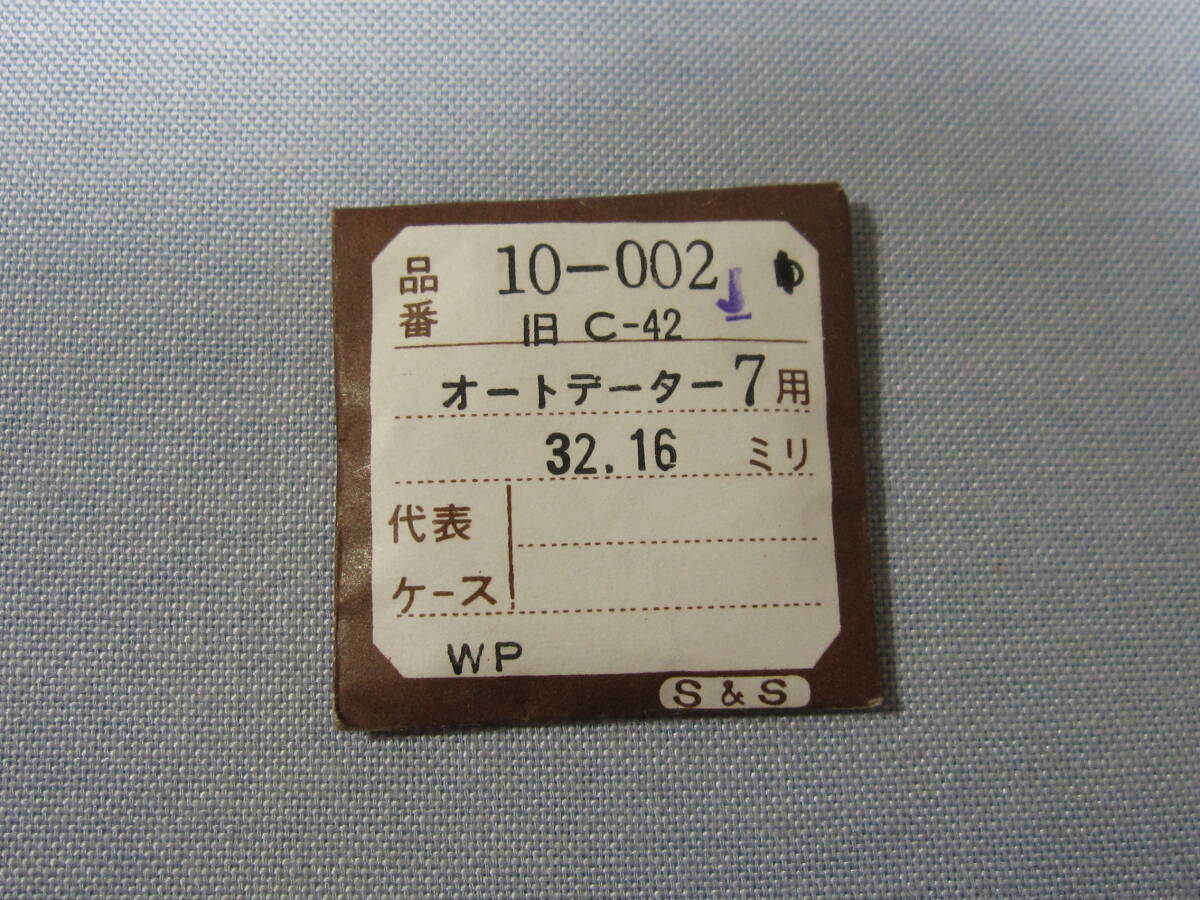 品番 10-002
旧 C-42
オートデーター7用
32.16 ミリ
代表
ケース
WP
S & S